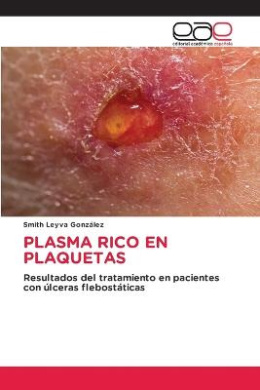 eae
editorial académica española
Smith Leyva González
PLASMA RICO EN
PLAQUETAS
Resultados del tratamiento en pacientes
con úlceras flebostáticas